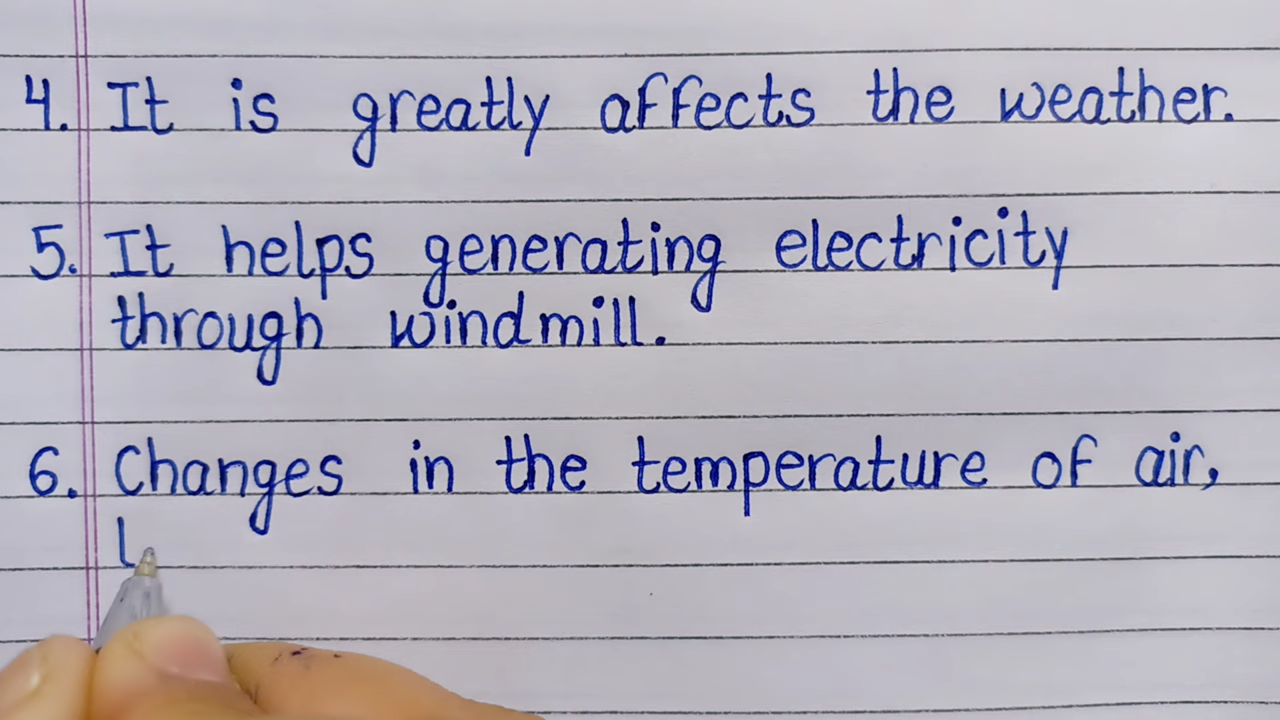 4. It is greatly affects the weather.
5. It helps generating electricity
through windmill.
6. Changes in the temperature of air,